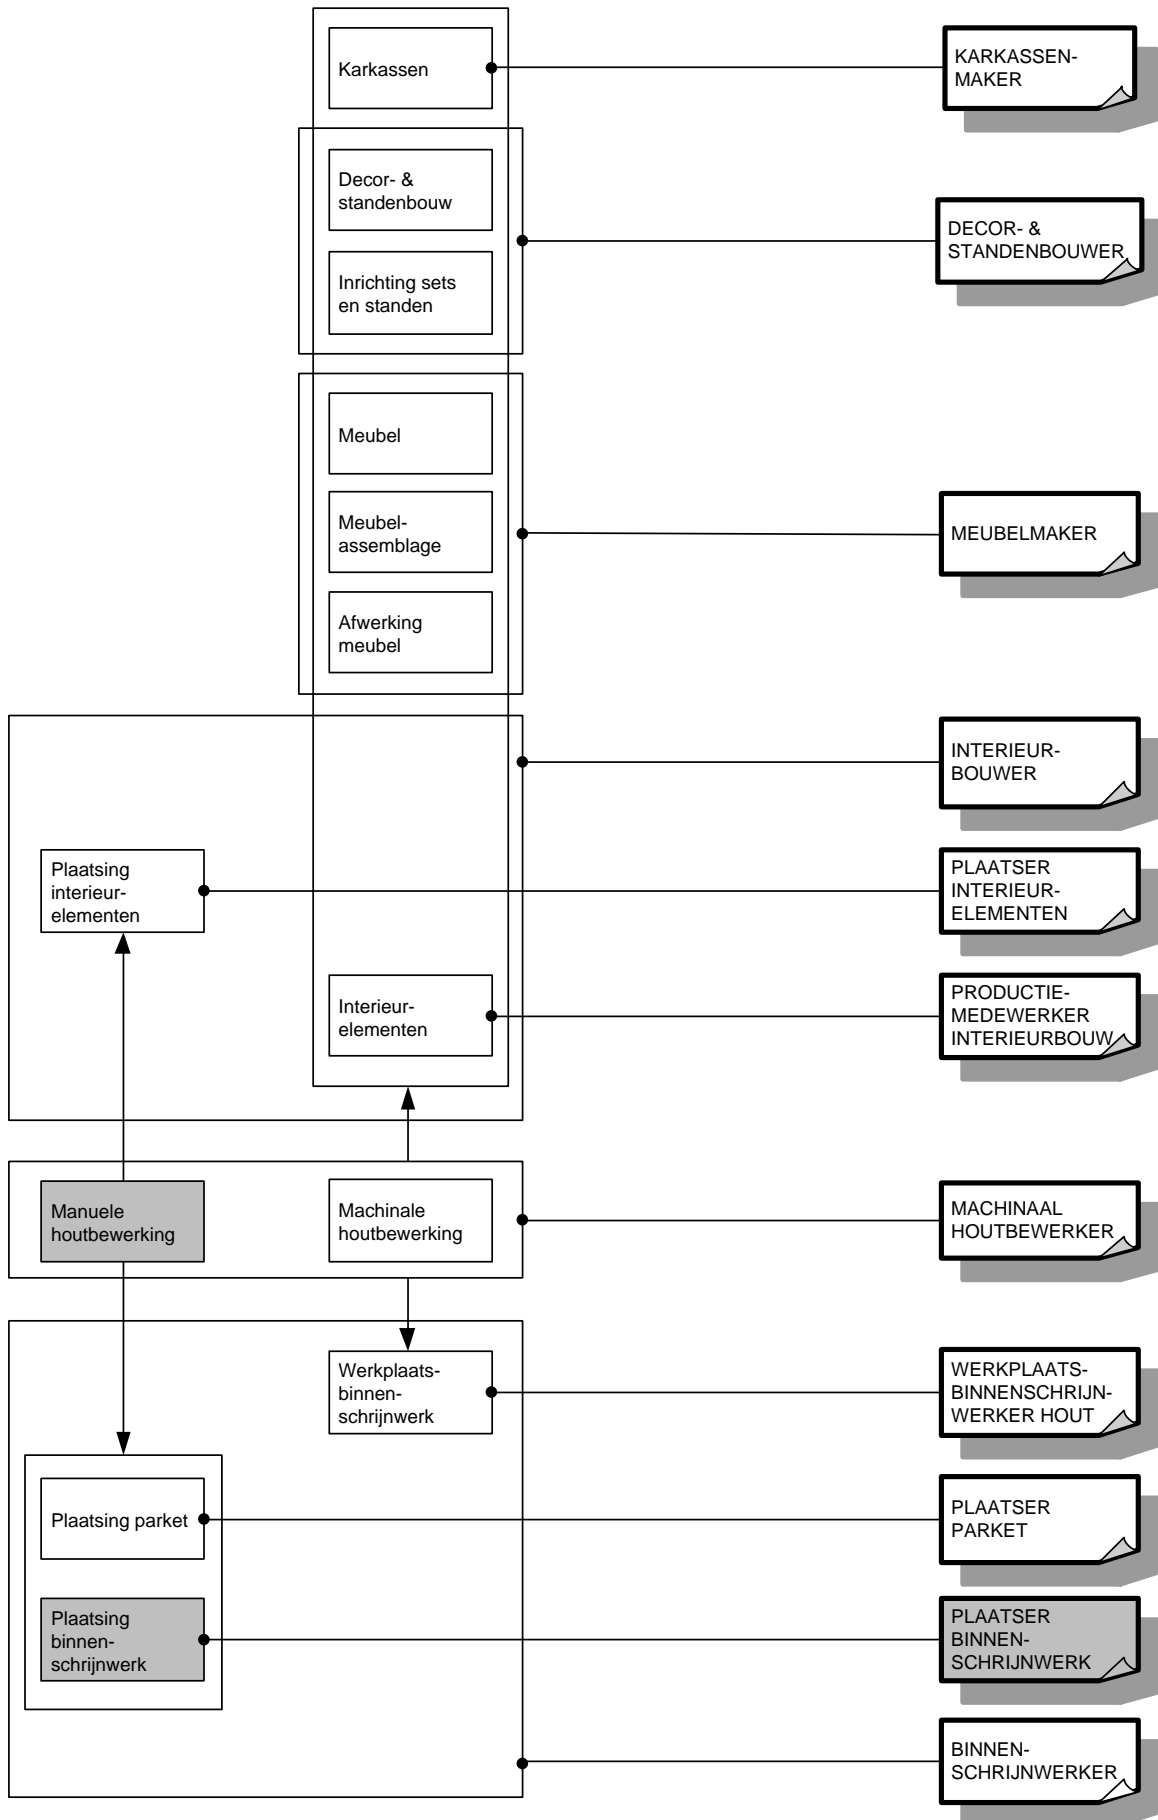 Karkassen
KARKASSEN-
MAKER
Decor- &
standenbouw
DECOR- &
STANDENBOUWER
Inrichting sets
en standen
Meubel
Meubel-
assemblage
MEUBELMAKER
Afwerking
meubel
INTERIEUR-
BOUWER
Plaatsing
interieur-
elementen
PLAATSER
INTERIEUR-
ELEMENTEN
Interieur-
elementen
PRODUCTIE-
MEDEWERKER
INTERIEURBOUW
Manuele
houtbewerking
Machinale
houtbewerking
MACHINAAL
HOUTBEWERKER
Werkplaats-
binnen-
schrijnwerk
WERKPLAATS-
BINNENSCHRIJN-
WERKER HOUT
Plaatsing parket
PLAATSER
PARKET
Plaatsing
binnen-
schrijnwerk
PLAATSER
BINNEN-
SCHRIJNWERK
BINNEN-
SCHRIJNWERKER